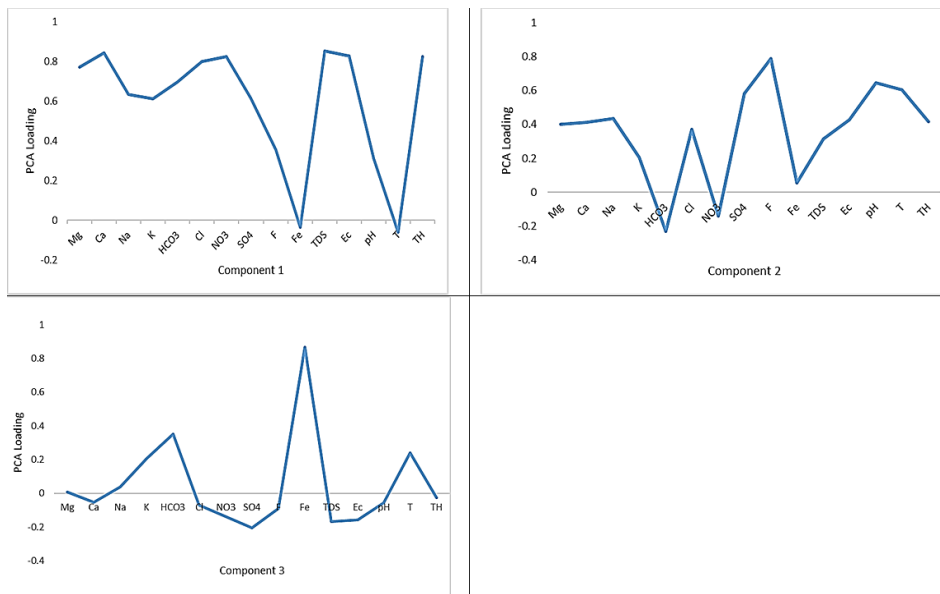 1
0.8
0.6
0.4
0.2
0
-0.2
PCA Loading
Mg Ca Na K HCO3 Cl NO3 SO4 F Fe TDS Ec pH T TH
Component 1
1
0.8
0.6
0.4
0.2
0
-0.2
-0.4
PCA Loading
Mg Ca Na K HCO3 Cl NO3 SO4 F Fe TDS Ec pH T TH
Component 2
1
0.8
0.6
0.4
0.2
0
-0.2
-0.4
PCA Loading
Mg Ca Na K HCO3 Cl NO3 SO4 F Fe TDS Ec pH T TH
Component 3